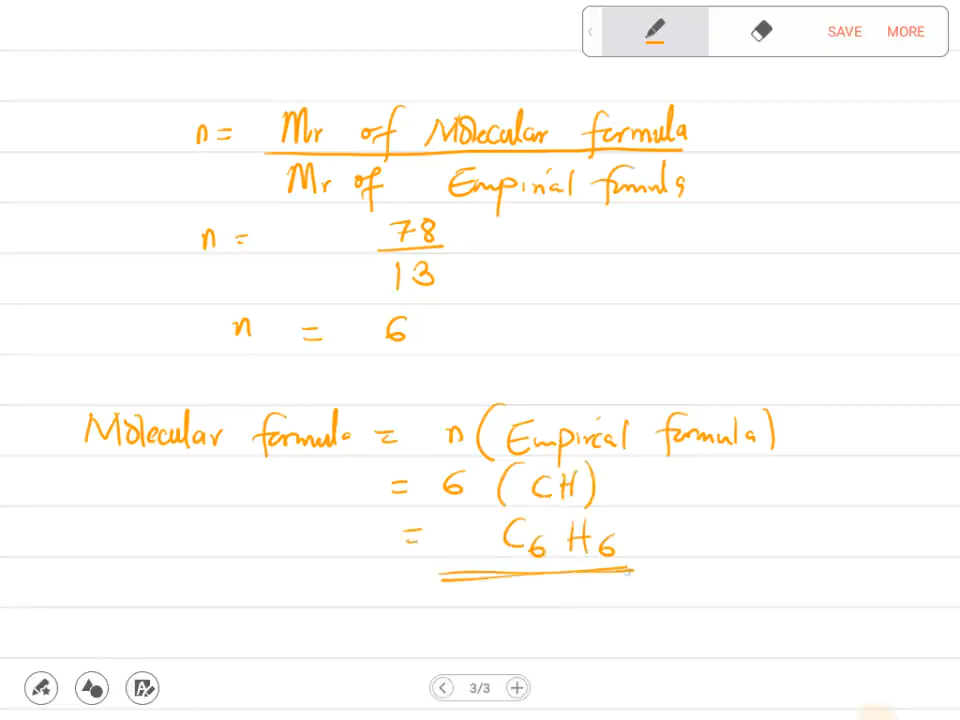 SAVE MORE
n = Mr of Molecular formula
Mr of Empirical formula
n = 78
13
n = 6
Molecular formula = n (Empirical formula)
= 6 (CH)
= C6 H6
3/3